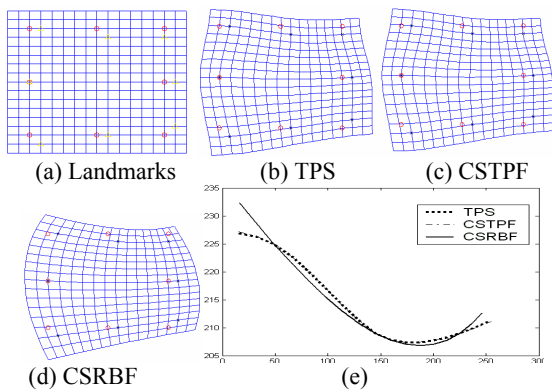 (a) Landmarks
(b) TPS
(c) CSTPF
(d) CSRBF
235
230
225
220
215
210
205
0
50
100
150
200
250
300
TPS
CSTPF
CSRBF
(e)